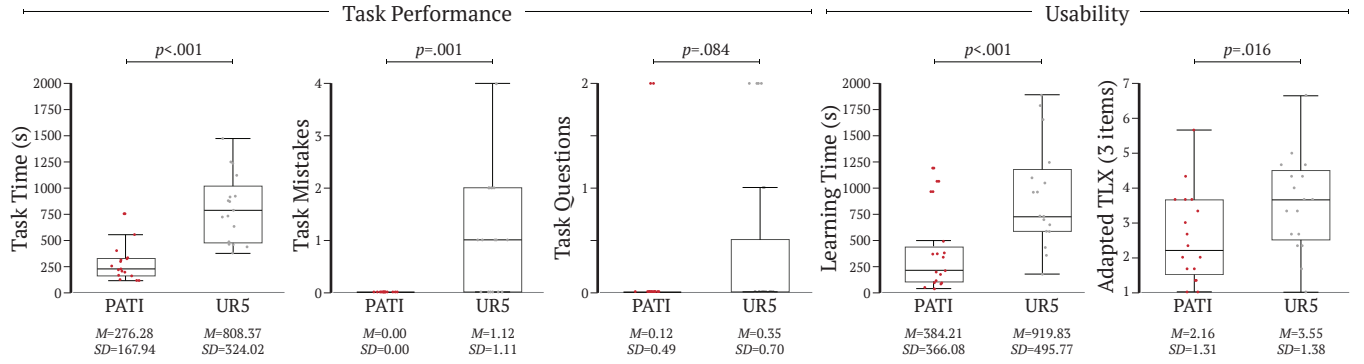 Task Performance
Usability
p<.001
p=.001
p=.084
p<.001
p=.016
Task Time (s)
2000
1750
1500
1250
1000
750
500
250
0
PATI
UR5
M=276.28
SD=167.94
M=808.37
SD=324.02
Task Mistakes
4
3
2
1
0
PATI
UR5
M=0.00
SD=0.00
M=1.12
SD=1.11
Task Questions
2
1
0
PATI
UR5
M=0.12
SD=0.49
M=0.35
SD=0.70
Learning Time (s)
2000
1750
1500
1250
1000
750
500
250
0
PATI
UR5
M=384.21
SD=366.08
M=919.83
SD=495.77
Adapted TLX (3 items)
7
6
5
4
3
2
1
PATI
UR5
M=2.16
SD=1.31
M=3.55
SD=1.38